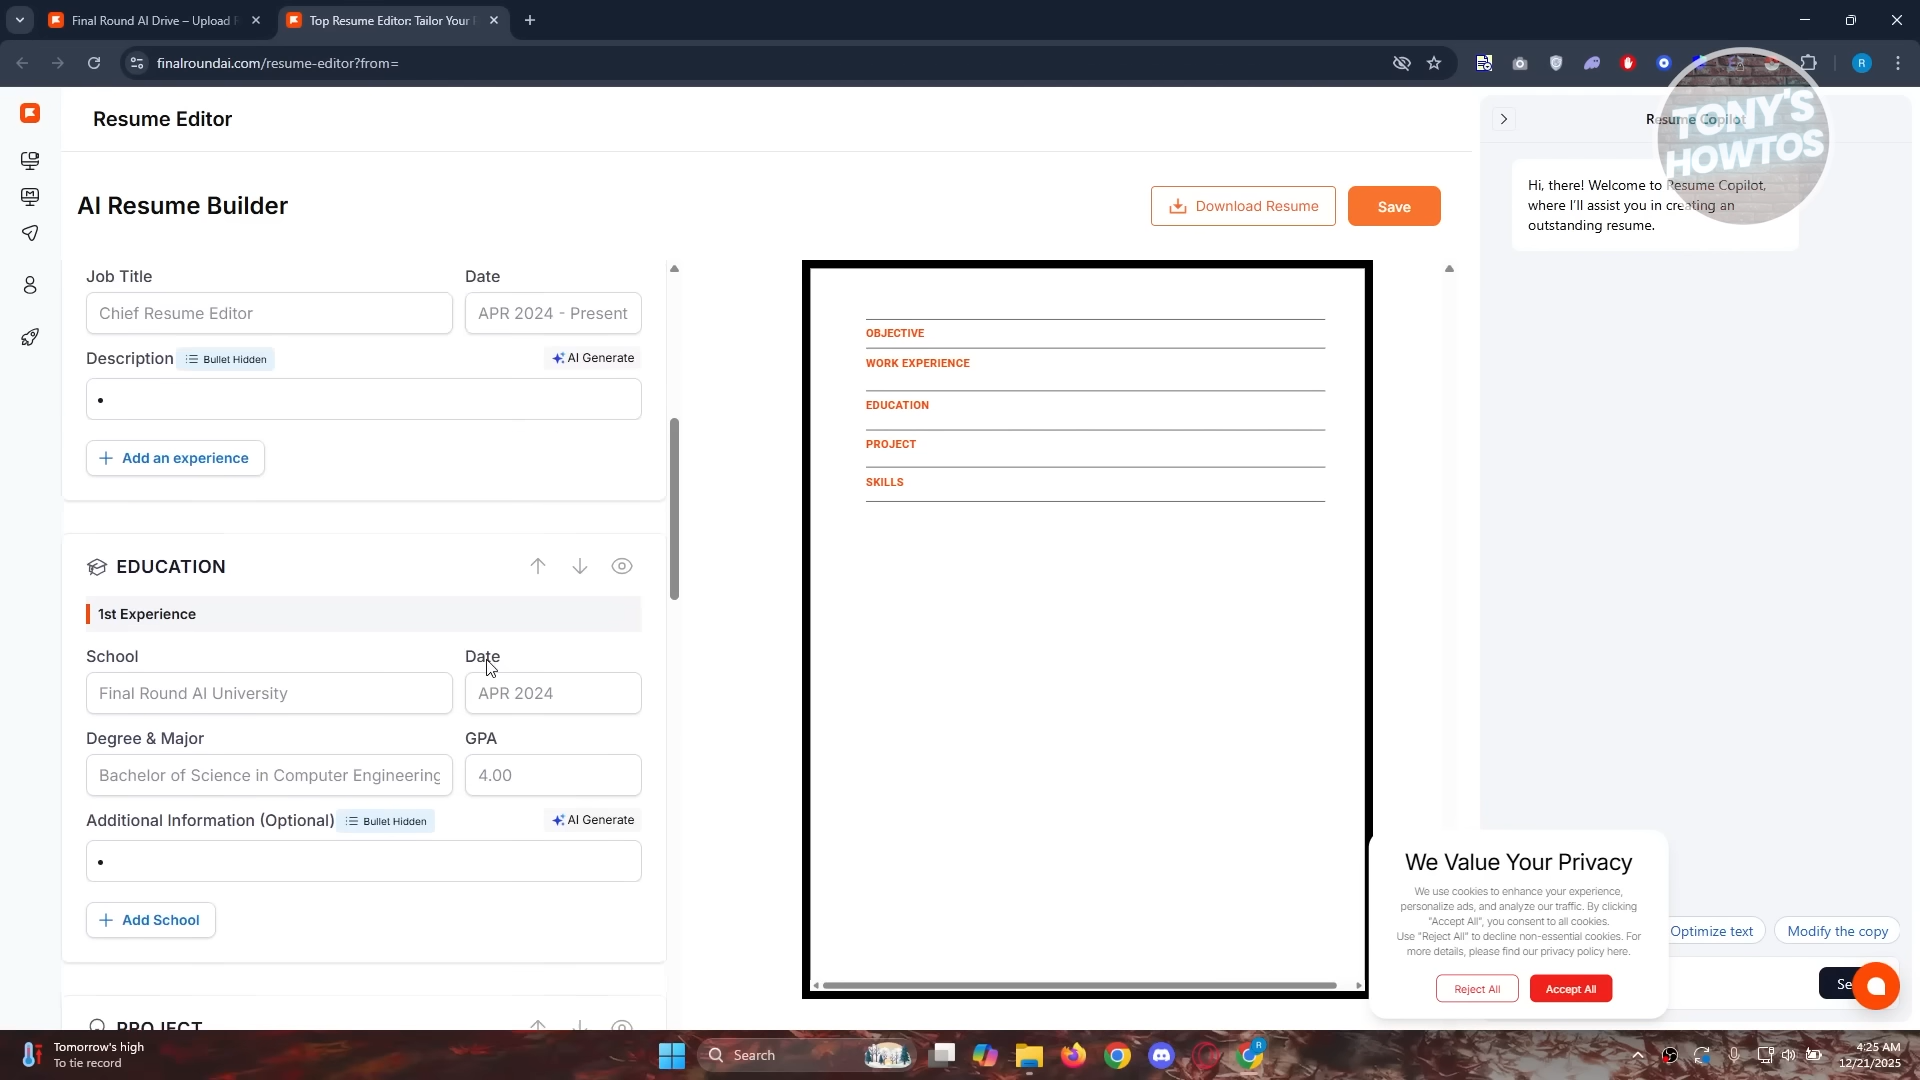 Final Round AI Drive – Upload R
Top Resume Editor: Tailor Your R
finalroundai.com/resume-editor?from=
R
Resume Editor
Resume Copilot
TONY'S
HOWTOS
Hi, there! Welcome to Resume Copilot,
where I'll assist you in creating an
outstanding resume.
AI Resume Builder
Download Resume
Save
Job Title
Date
Chief Resume Editor
APR 2024 - Present
Description
Bullet Hidden
AI Generate
•
+ Add an experience
EDUCATION
1st Experience
School
Date
Final Round AI University
APR 2024
Degree & Major
GPA
Bachelor of Science in Computer Engineering
4.00
Additional Information (Optional)
Bullet Hidden
AI Generate
•
+ Add School
PROJECT
OBJECTIVE
WORK EXPERIENCE
EDUCATION
PROJECT
SKILLS
We Value Your Privacy
We use cookies to enhance your experience,
personalize ads, and analyze our traffic. By clicking
"Accept All", you consent to all cookies.
Use "Reject All" to decline non-essential cookies. For
more details, please find our privacy policy here.
Reject All
Accept All
Optimize text
Modify the copy
Se
Tomorrow's high
To tie record
Search
R
4:25 AM
12/21/2025